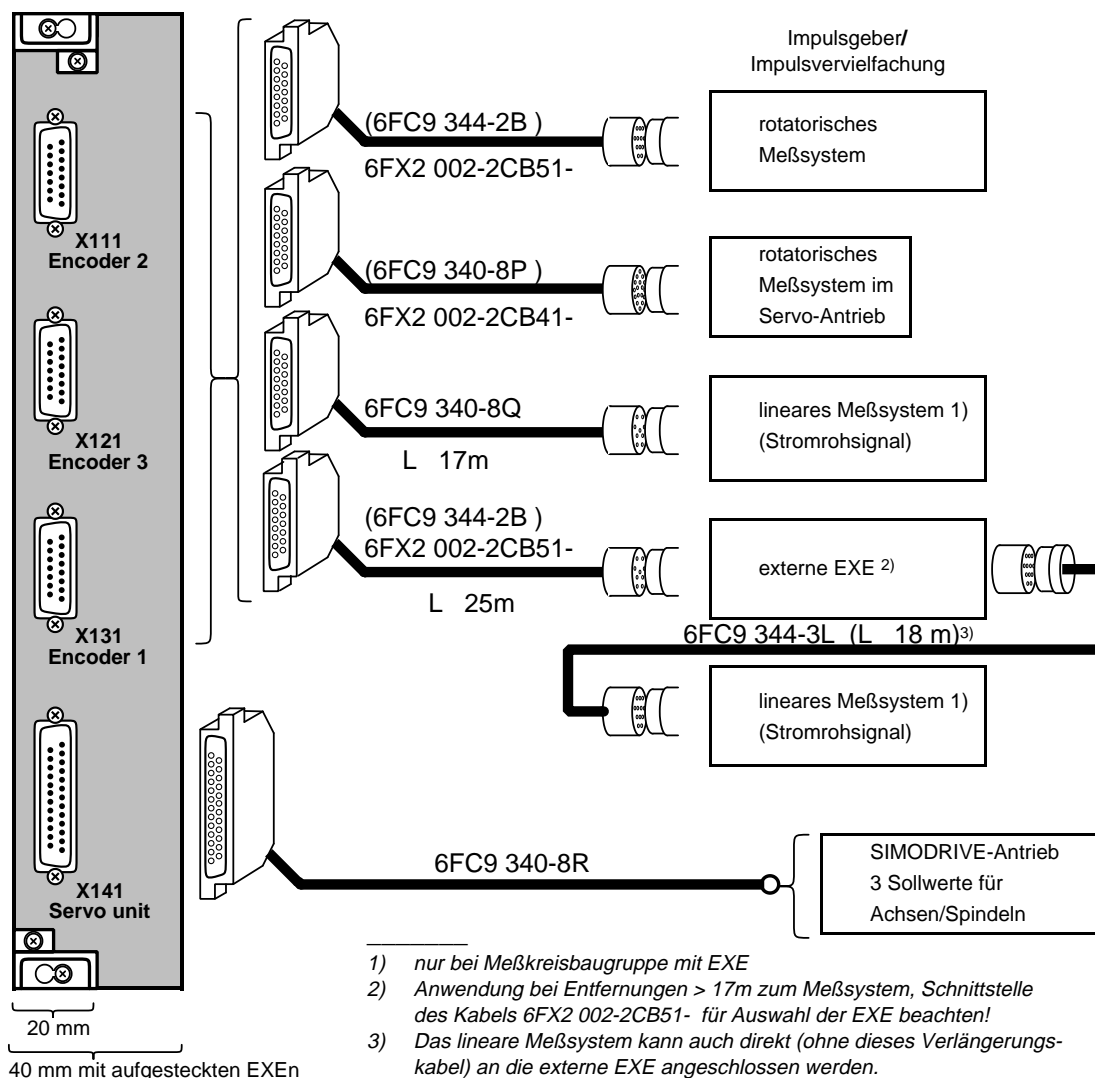 Impulsgeber/
Impulsvervielfachung
(6FC9 344-2B )
6FX2 002-2CB51-
rotatorisches
Meßsystem
X111
Encoder 2
(6FC9 340-8P )
6FX2 002-2CB41-
rotatorisches
Meßsystem im
Servo-Antrieb
X121
Encoder 3
6FC9 340-8Q
L 17m
lineares Meßsystem 1)
(Stromrohsignal)
(6FC9 344-2B )
6FX2 002-2CB51-
L 25m
externe EXE 2)
X131
Encoder 1
6FC9 344-3L (L 18 m)3)
lineares Meßsystem 1)
(Stromrohsignal)
X141
Servo unit
6FC9 340-8R
SIMODRIVE-Antrieb
3 Sollwerte für
Achsen/Spindeln
20 mm
40 mm mit aufgesteckten EXEn
1) nur bei Meßkreisbaugruppe mit EXE
2) Anwendung bei Entfernungen > 17m zum Meßsystem, Schnittstelle
des Kabels 6FX2 002-2CB51- für Auswahl der EXE beachten!
3) Das lineare Meßsystem kann auch direkt (ohne dieses Verlängerungs-
kabel) an die externe EXE angeschlossen werden.